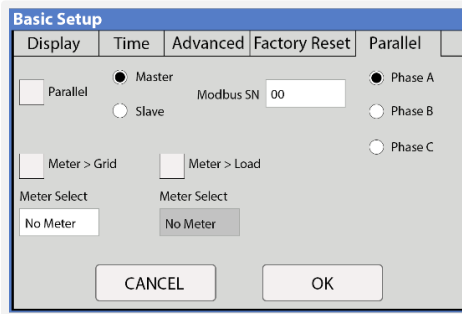 Basic Setup
Display Time Advanced Factory Reset Parallel
Parallel Master Modbus SN 00 Phase A
Slave Phase B
Phase C
Meter > Grid Meter > Load
Meter Select Meter Select
No Meter No Meter
CANCEL OK